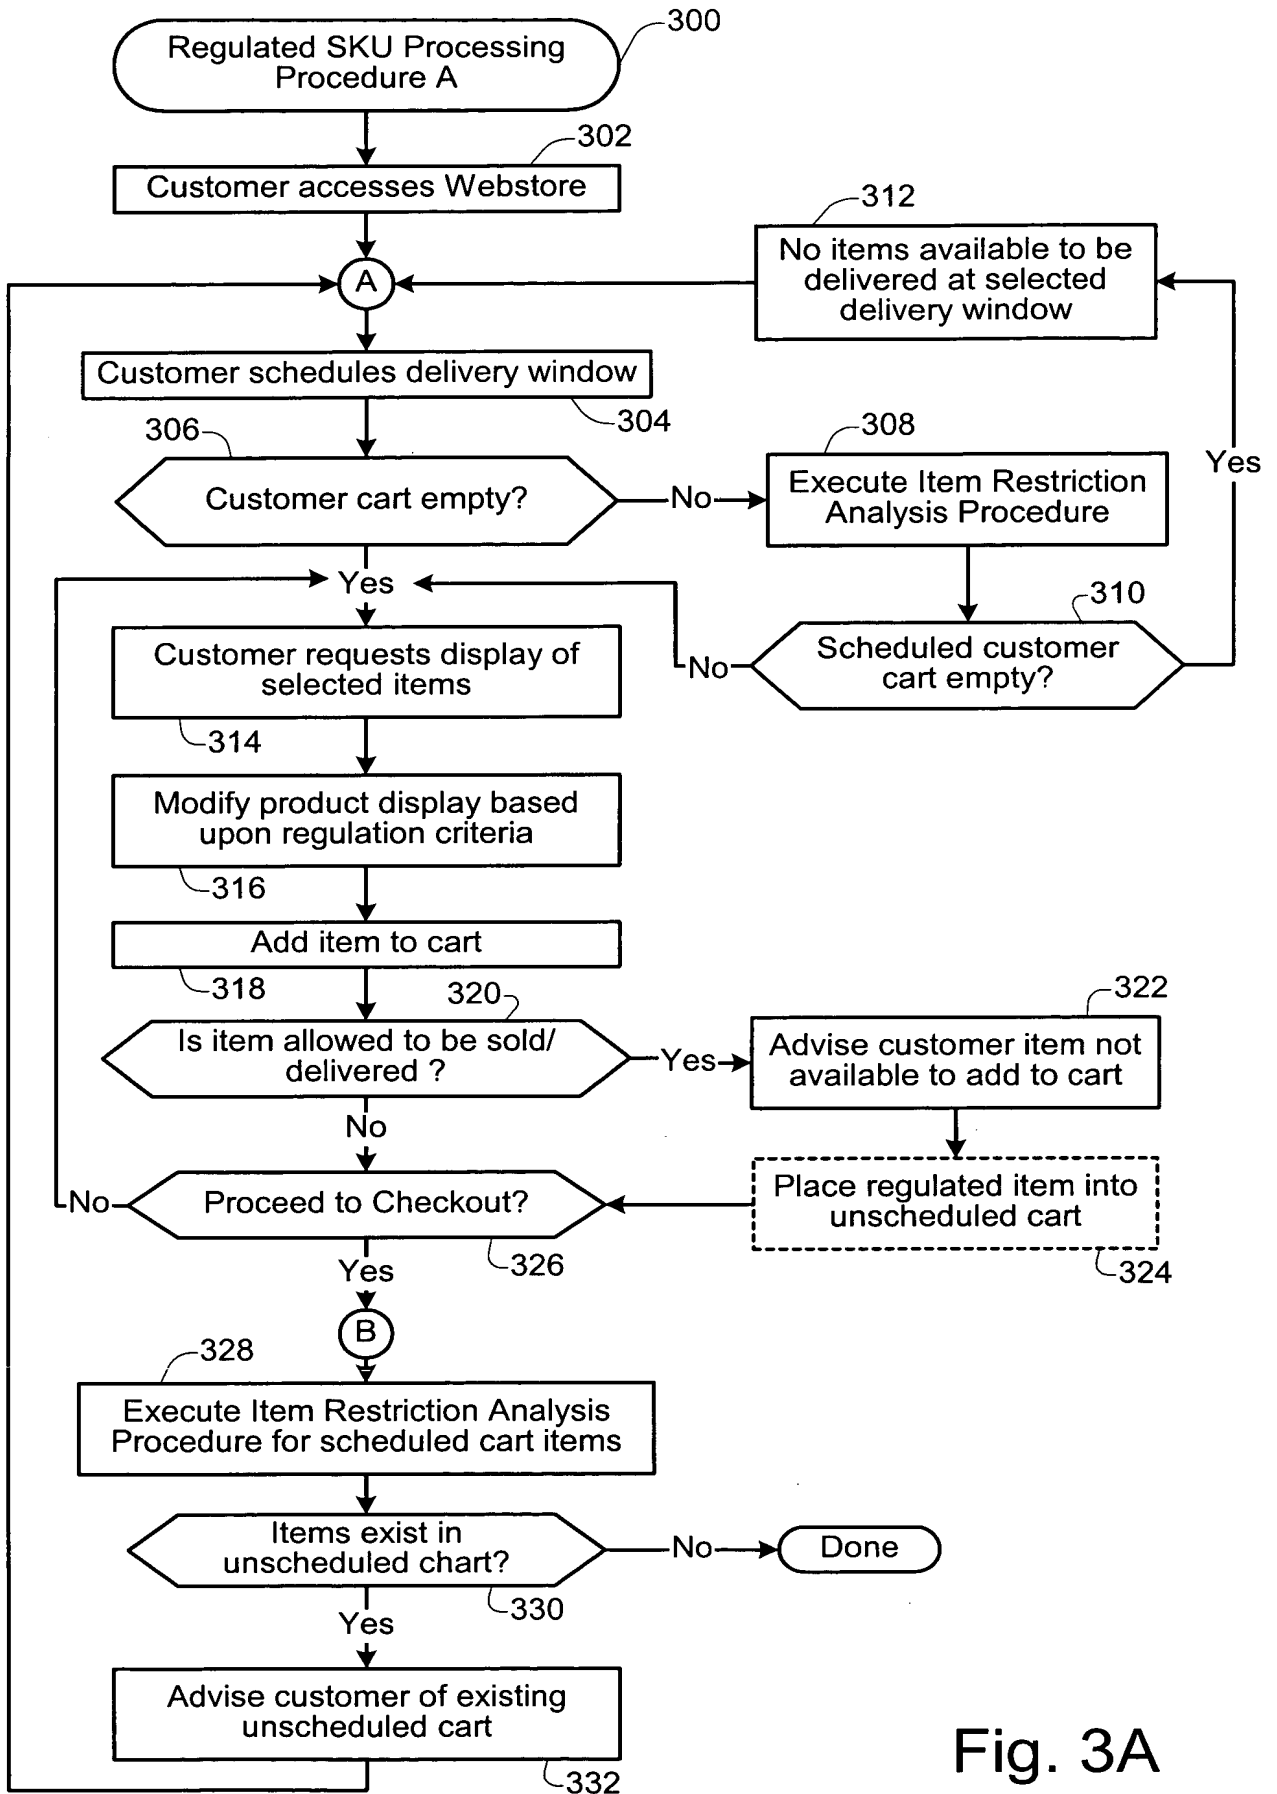 300
Regulated SKU Processing
Procedure A
302
Customer accesses Webstore
312
No items available to be
delivered at selected
delivery window
A
Customer schedules delivery window
304
306
Customer cart empty?
No
308
Execute Item Restriction
Analysis Procedure
Yes
Yes
310
Scheduled customer
cart empty?
No
Customer requests display of
selected items
314
Modify product display based
upon regulation criteria
316
Add item to cart
318
320
Is item allowed to be sold/
delivered ?
Yes
322
Advise customer item not
available to add to cart
No
Place regulated item into
unscheduled cart
324
Proceed to Checkout?
No
326
Yes
B
328
Execute Item Restriction Analysis
Procedure for scheduled cart items
Items exist in
unscheduled chart?
No
Done
330
Yes
Advise customer of existing
unscheduled cart
332
Fig. 3A